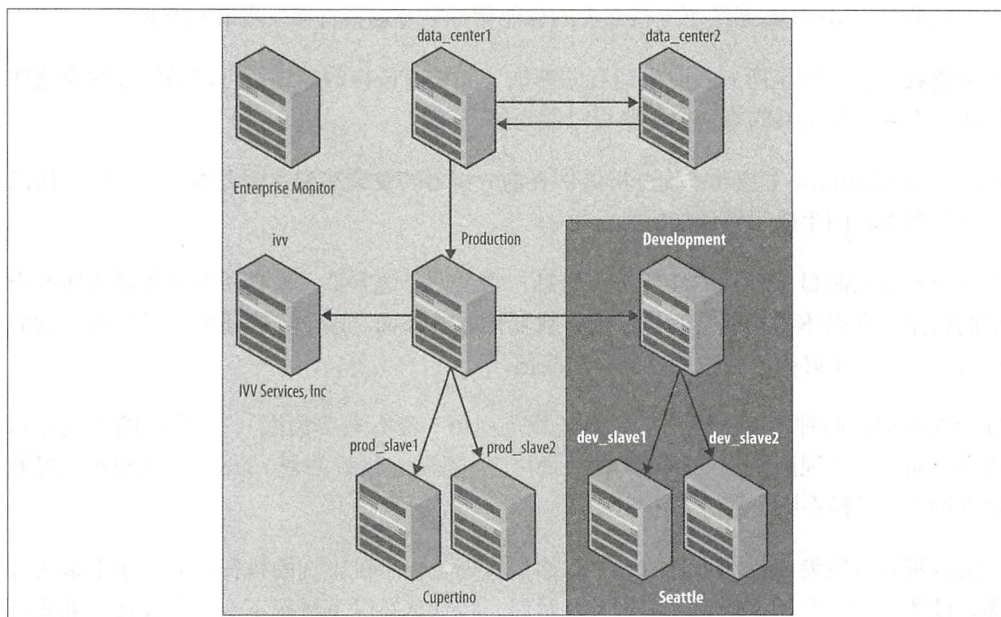 data_center1
data_center2
Enterprise Monitor
Production
Development
ivv
IVV Services, Inc
prod_slave1
prod_slave2
dev_slave1
dev_slave2
Cupertino
Seattle